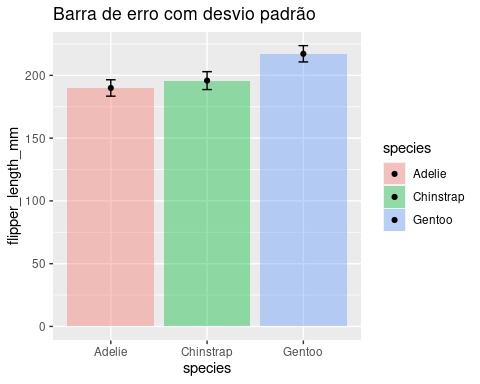 Barra de erro com desvio padrão
flipper_length_mm
200
150
100
50
0
Adelie
Chinstrap
Gentoo
species
species
Adelie
Chinstrap
Gentoo